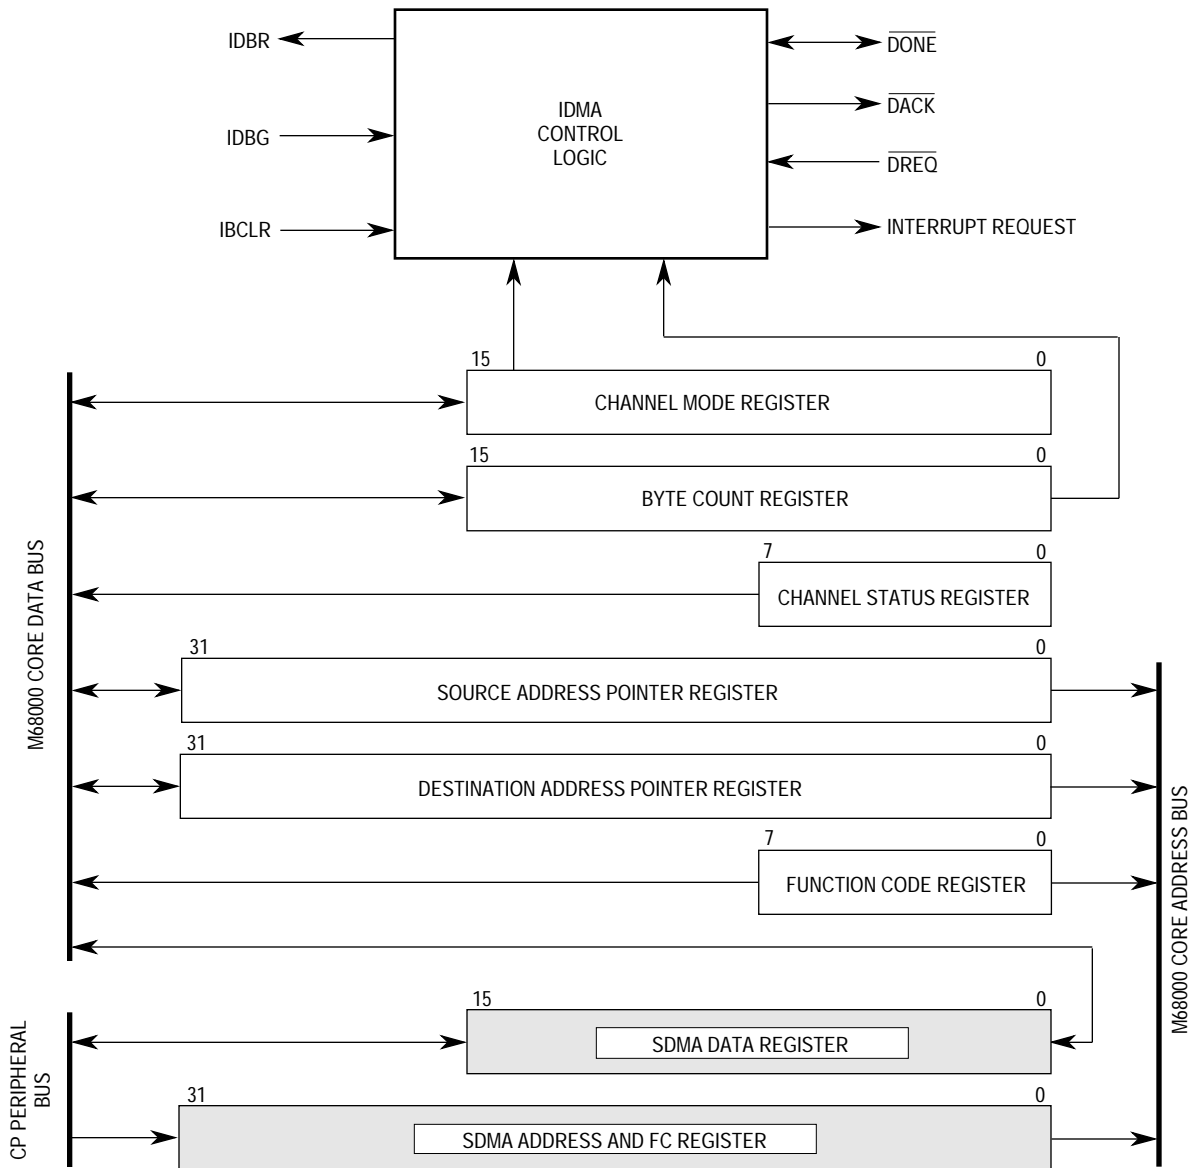 IDBR
DONE
IDMA
CONTROL
LOGIC
DACK
IDBG
DREQ
IBCLR
INTERRUPT REQUEST
15 0
CHANNEL MODE REGISTER
15 0
BYTE COUNT REGISTER
7 0
CHANNEL STATUS REGISTER
M68000 CORE DATA BUS
31 0
SOURCE ADDRESS POINTER REGISTER
31 0
DESTINATION ADDRESS POINTER REGISTER
7 0
FUNCTION CODE REGISTER
M68000 CORE ADDRESS BUS
15 0
SDMA DATA REGISTER
CP PERIPHERAL
BUS
31 0
SDMA ADDRESS AND FC REGISTER